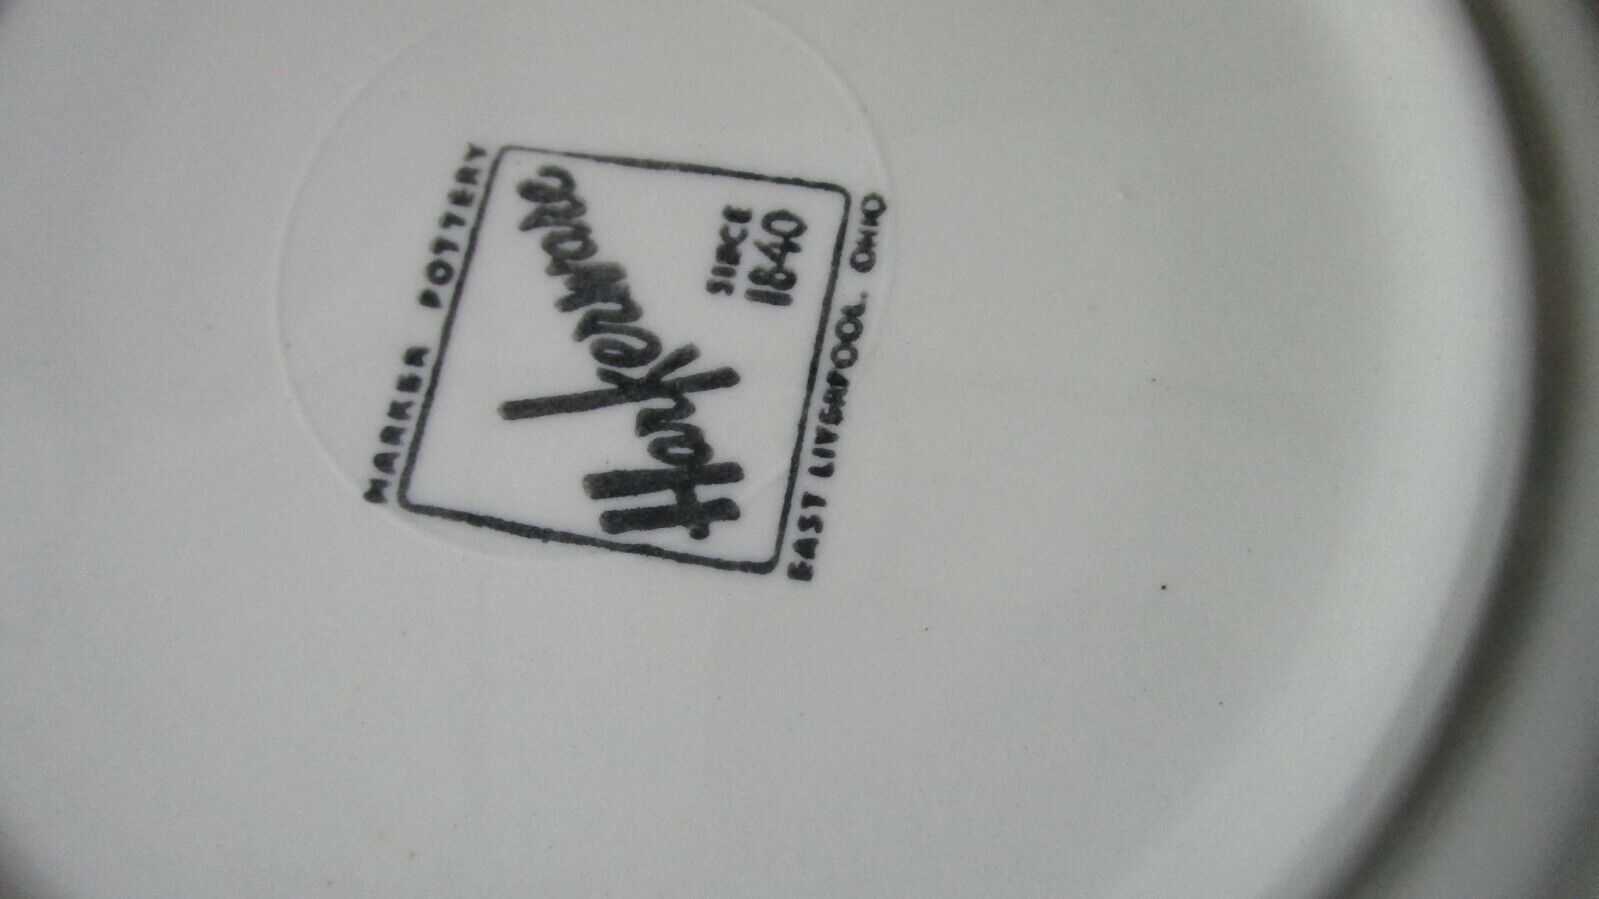 HARKER POTTERY
Harkerware
SINCE
1840
EAST LIVERPOOL. OHIO